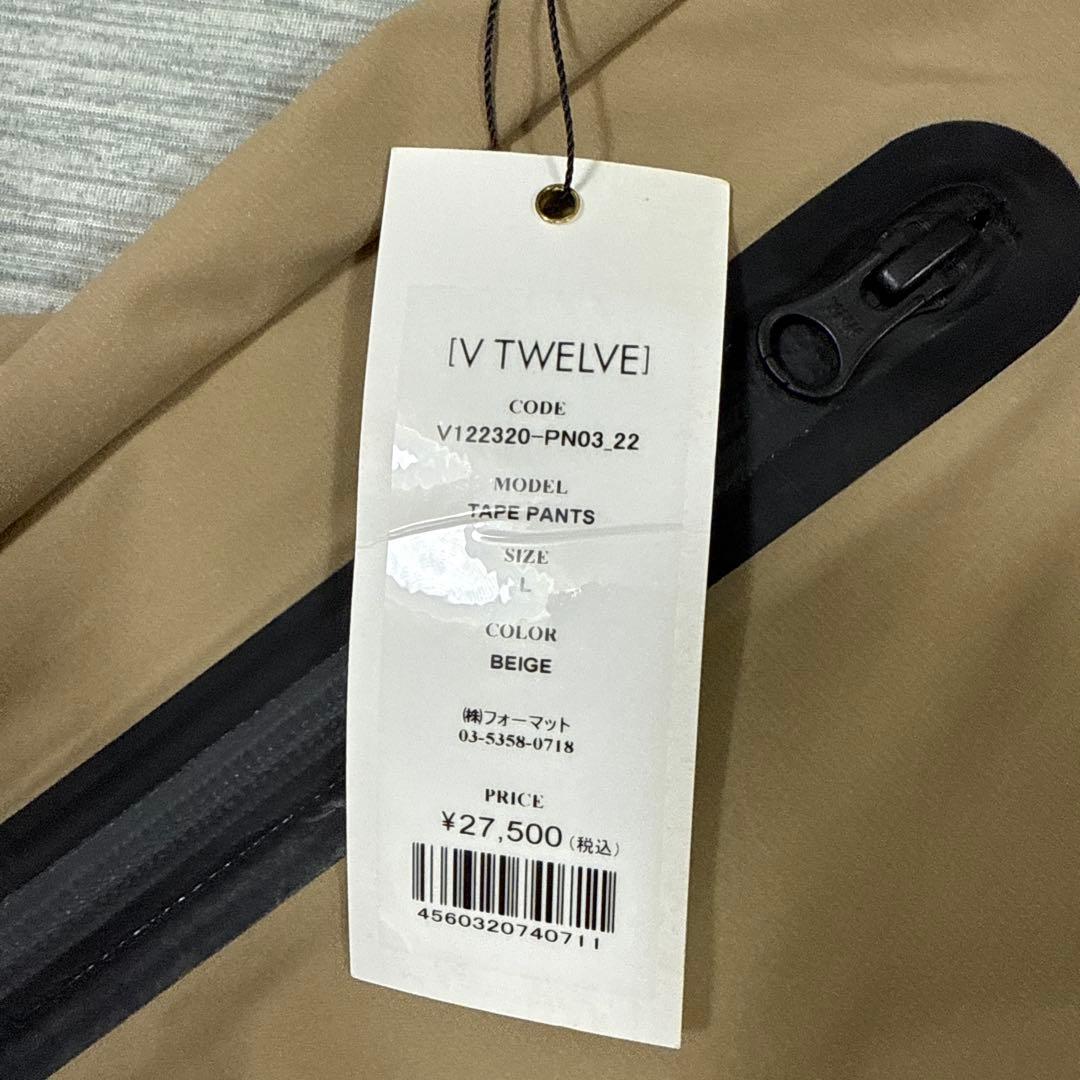 [V TWELVE]
CODE
V122320-PN03_22
MODEL
TAPE PANTS
SIZE
L
COLOR
BEIGE
㈱フォーマット
03-5358-0718
PRICE
¥27,500(税込)
4560320740711